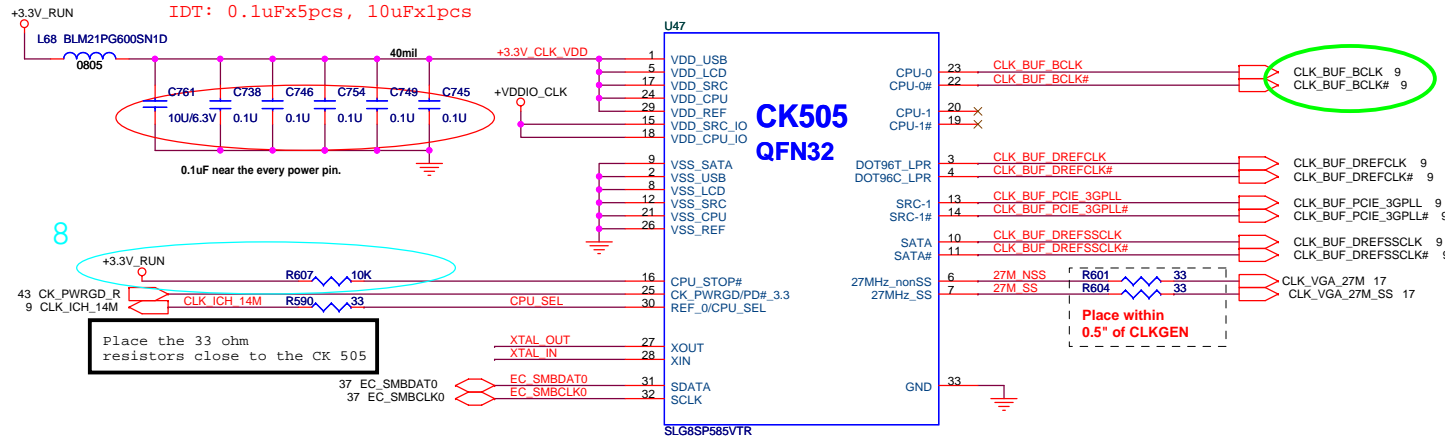 IDT: 0.1uFx5pcs, 10uFx1pcs
+3.3V_RUN
L68 BLM21PG600SN1D
0805
40mil
+3.3V_CLK_VDD
C761
10U/6.3V
C738
0.1U
C746
0.1U
C754
0.1U
C749
0.1U
C745
0.1U
0.1uF near the every power pin.
+VDDIO_CLK
U47
CK505
QFN32
1 VDD_USB
5 VDD_LCD
17 VDD_SRC
24 VDD_CPU
29 VDD_REF
15 VDD_SRC_IO
18 VDD_CPU_IO
9 VSS_SATA
2 VSS_USB
8 VSS_LCD
12 VSS_SRC
21 VSS_CPU
26 VSS_REF
8
+3.3V_RUN
R607 10K
16 CPU_STOP#
43 CK_PWRGD_R
25 CK_PWRGD/PD#_3.3
9 CLK_ICH_14M
CLK_ICH_14M R590 33 CPU_SEL
30 REF_0/CPU_SEL
Place the 33 ohm
resistors close to the CK 505
XTAL_OUT 27 XOUT
XTAL_IN 28 XIN
37 EC_SMBDAT0 EC_SMBDAT0 31 SDATA
37 EC_SMBCLK0 EC_SMBCLK0 32 SCLK
SLG8SP585VTR
CPU-0 23 CLK_BUF_BCLK CLK_BUF_BCLK 9
CPU-0# 22 CLK_BUF_BCLK# CLK_BUF_BCLK# 9
CPU-1 20
CPU-1# 19
DOT96T_LPR 3 CLK_BUF_DREFCLK CLK_BUF_DREFCLK 9
DOT96C_LPR 4 CLK_BUF_DREFCLK# CLK_BUF_DREFCLK# 9
SRC-1 13 CLK_BUF_PCIE_3GPLL CLK_BUF_PCIE_3GPLL 9
SRC-1# 14 CLK_BUF_PCIE_3GPLL# CLK_BUF_PCIE_3GPLL# 9
SATA 10 CLK_BUF_DREFSSCLK CLK_BUF_DREFSSCLK 9
SATA# 11 CLK_BUF_DREFSSCLK# CLK_BUF_DREFSSCLK# 9
27MHz_nonSS 6 27M_NSS R601 33 CLK_VGA_27M 17
27MHz_SS 7 27M_SS R604 33 CLK_VGA_27M_SS 17
Place within
0.5" of CLKGEN
GND 33